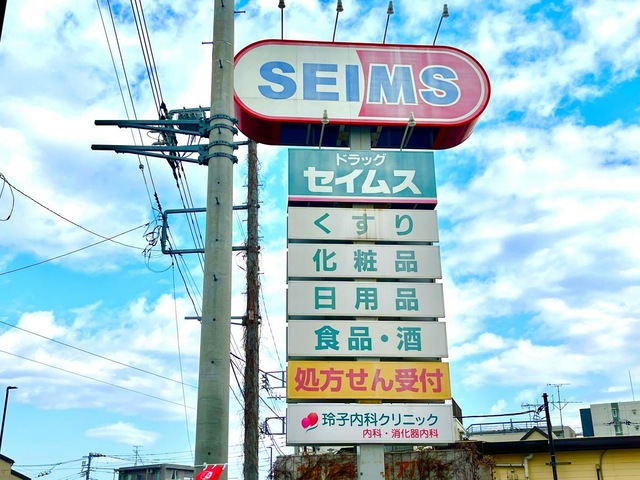 SEIMS
ドラッグ
セイムス
くすり
化粧品
日用品
食品・酒
処方せん受付
玲子内科クリニック
内科・消化器内科